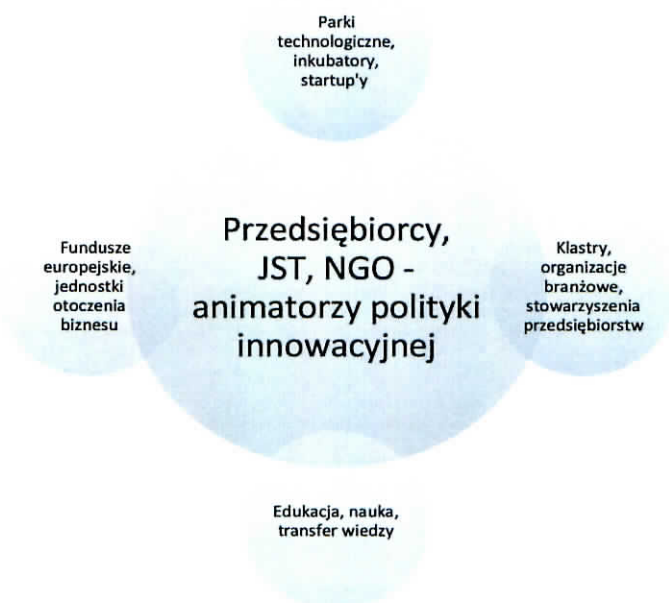 Parki
technologiczne,
inkubatory,
startup'y
Przedsiębiorcy,
JST, NGO -
animatorzy polityki
innowacyjnej
Fundusze
europejskie,
jednostki
otoczenia
biznesu
Klastry,
organizacje
branżowe,
stowarzyszenia
przedsiębiorstw
Edukacja, nauka,
transfer wiedzy